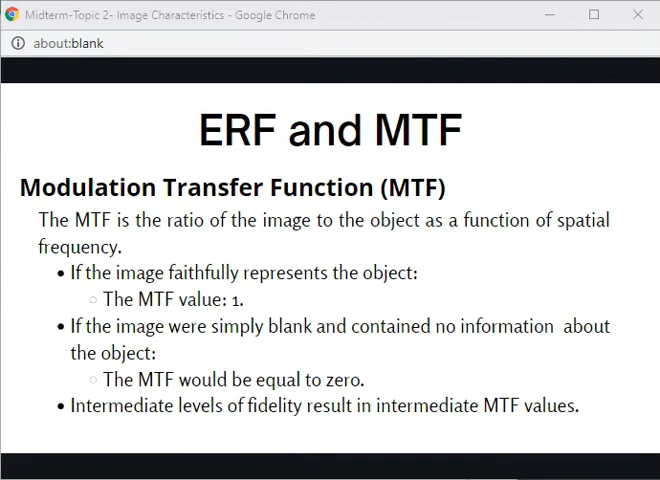 Midterm-Topic 2- Image Characteristics - Google Chrome
about:blank
ERF and MTF
Modulation Transfer Function (MTF)
The MTF is the ratio of the image to the object as a function of spatial
frequency.
• If the image faithfully represents the object:
○ The MTF value: 1.
• If the image were simply blank and contained no information about
the object:
○ The MTF would be equal to zero.
• Intermediate levels of fidelity result in intermediate MTF values.